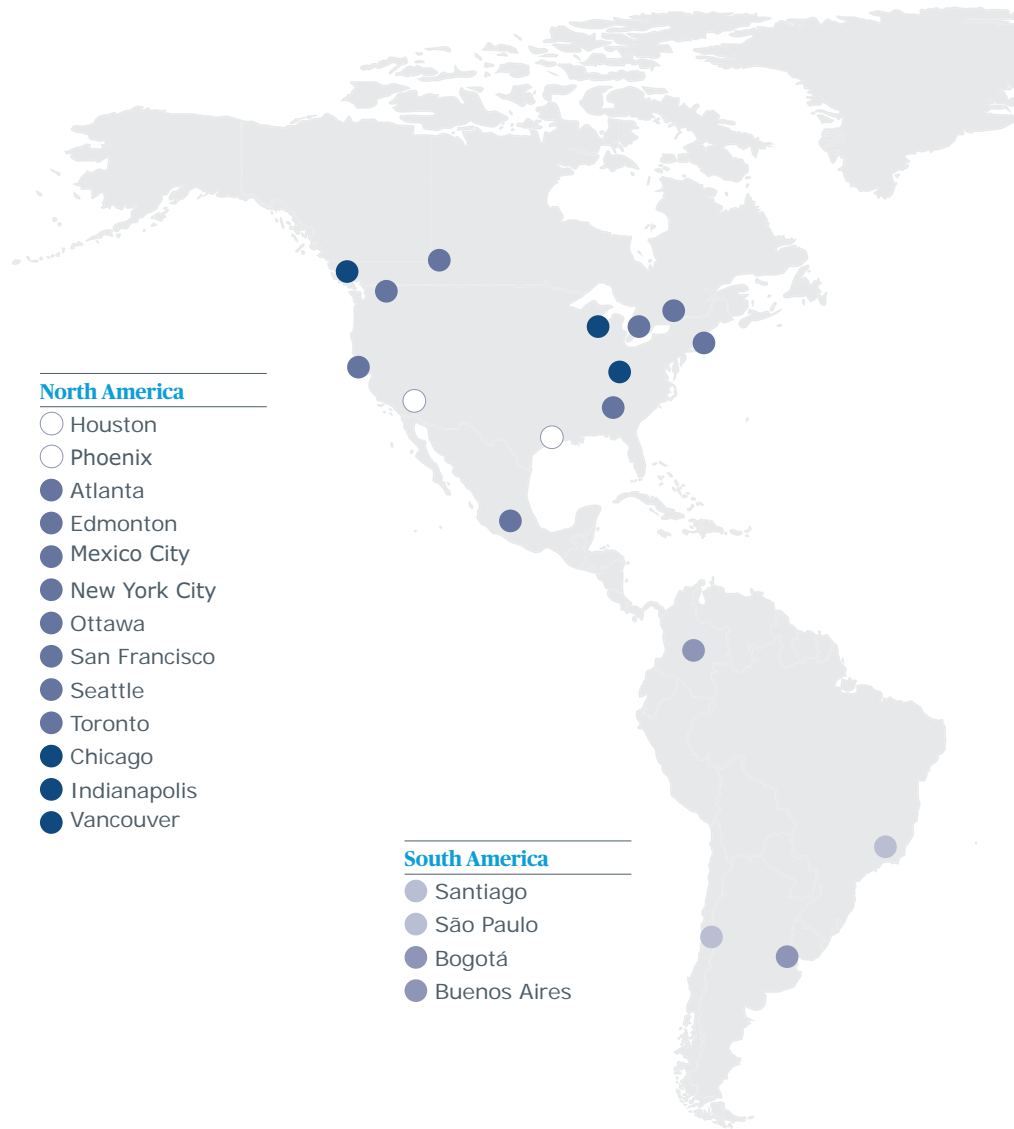 North America
Houston
Phoenix
Atlanta
Edmonton
Mexico City
New York City
Ottawa
San Francisco
Seattle
Toronto
Chicago
Indianapolis
Vancouver
South America
Santiago
São Paulo
Bogotá
Buenos Aires